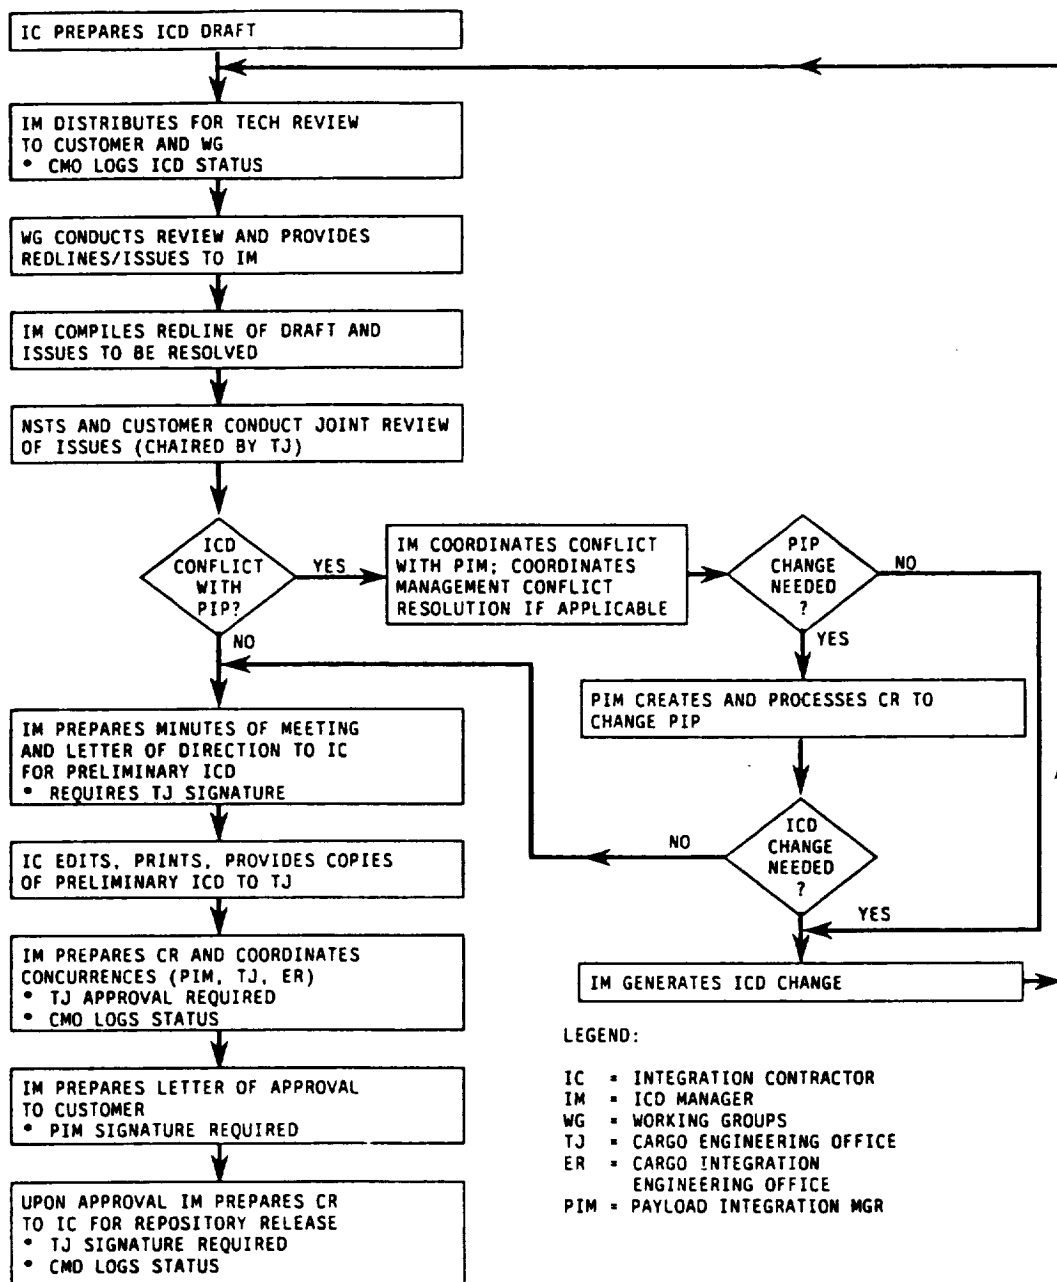 IC PREPARES ICD DRAFT
IM DISTRIBUTES FOR TECH REVIEW
TO CUSTOMER AND WG
• CMO LOGS ICD STATUS
WG CONDUCTS REVIEW AND PROVIDES
REDLINES/ISSUES TO IM
IM COMPILES REDLINE OF DRAFT AND
ISSUES TO BE RESOLVED
NSTS AND CUSTOMER CONDUCT JOINT REVIEW
OF ISSUES (CHAIRED BY TJ)
ICD
CONFLICT
WITH
PIP?
YES
NO
IM COORDINATES CONFLICT
WITH PIM; COORDINATES
MANAGEMENT CONFLICT
RESOLUTION IF APPLICABLE
PIP
CHANGE
NEEDED
?
NO
YES
PIM CREATES AND PROCESSES CR TO
CHANGE PIP
ICD
CHANGE
NEEDED
?
NO
YES
IM GENERATES ICD CHANGE
IM PREPARES MINUTES OF MEETING
AND LETTER OF DIRECTION TO IC
FOR PRELIMINARY ICD
• REQUIRES TJ SIGNATURE
IC EDITS, PRINTS, PROVIDES COPIES
OF PRELIMINARY ICD TO TJ
IM PREPARES CR AND COORDINATES
CONCURRENCES (PIM, TJ, ER)
• TJ APPROVAL REQUIRED
• CMO LOGS STATUS
IM PREPARES LETTER OF APPROVAL
TO CUSTOMER
• PIM SIGNATURE REQUIRED
UPON APPROVAL IM PREPARES CR
TO IC FOR REPOSITORY RELEASE
• TJ SIGNATURE REQUIRED
• CMO LOGS STATUS
LEGEND:
IC = INTEGRATION CONTRACTOR
IM = ICD MANAGER
WG = WORKING GROUPS
TJ = CARGO ENGINEERING OFFICE
ER = CARGO INTEGRATION
ENGINEERING OFFICE
PIM = PAYLOAD INTEGRATION MGR